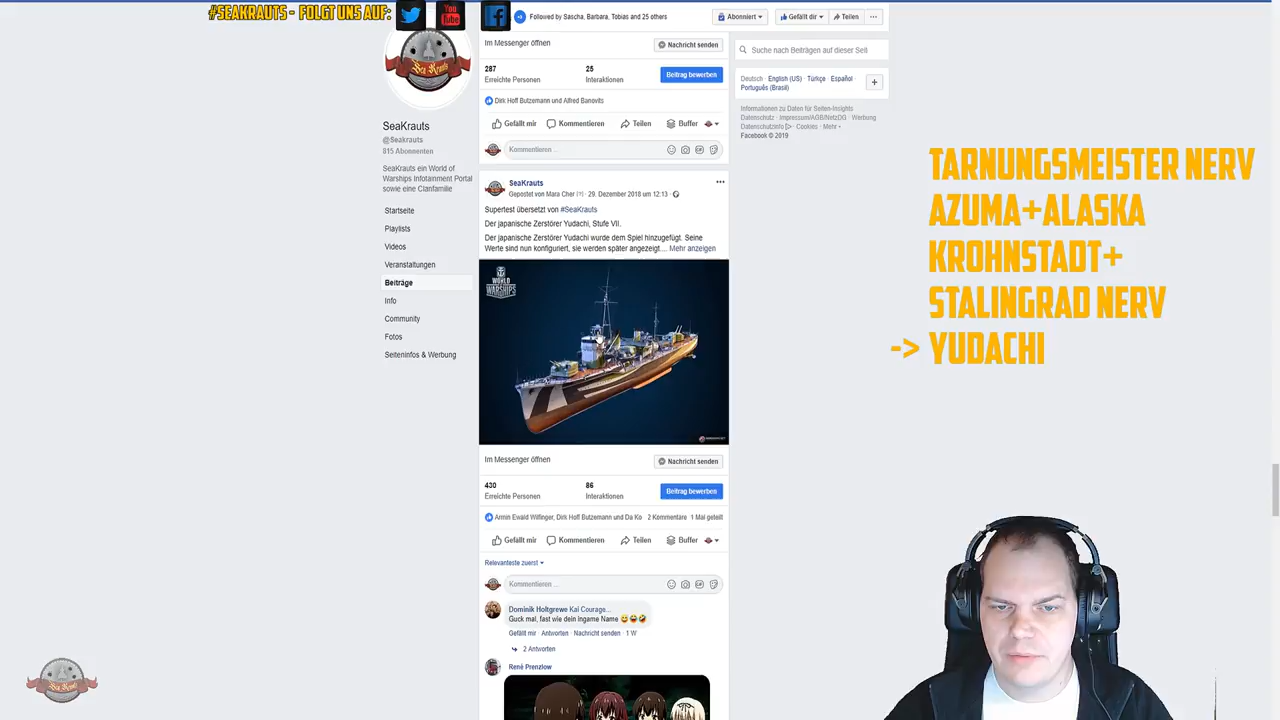 #SEAKRAUTS - FOLGT UNS AUF:
You
Tube
Followed by Sascha, Barbara, Tobias and 25 others
Abonniert
Gefällt dir
Teilen
Im Messenger öffnen
Nachricht senden
287
Erreichte Personen
25
Interaktionen
Beitrag bewerben
Dirk Hoff Butzemann und Alfred Banovits
Gefällt mir
Kommentieren
Teilen
Buffer
Kommentieren ...
Sea Krauts
SeaKrauts
@Seakrauts
815 Abonnenten
SeaKrauts ein World of
Warships Infotainment Portal
sowie eine Clanfamilie
Startseite
Playlists
Videos
Veranstaltungen
Beiträge
Info
Community
Fotos
Seiteninfos & Werbung
SeaKrauts
Gepostet von Mara Cher [?] · 29. Dezember 2018 um 12:13 ·
Supertest übersetzt von #SeaKrauts
Der japanische Zerstörer Yudachi, Stufe VII.
Der japanische Zerstörer Yudachi wurde dem Spiel hinzugefügt. Seine
Werte sind nun konfiguriert, sie werden später angezeigt.... Mehr anzeigen
WORLD OF
WARSHIPS
Im Messenger öffnen
Nachricht senden
430
Erreichte Personen
86
Interaktionen
Beitrag bewerben
Armin Ewald Wilfinger, Dirk Hoff Butzemann und Da Ko
2 Kommentare
1 Mal geteilt
Gefällt mir
Kommentieren
Teilen
Buffer
Relevanteste zuerst
Kommentieren ...
Dominik Holtgrewe Kai Courage...
Guck mal, fast wie dein Ingame Name 😀😂🤣
Gefällt mir · Antworten · Nachricht senden · 1 W
2 Antworten
René Prenzlow
Suche nach Beiträgen auf dieser Seit
Deutsch · English (US) · Türkçe · Español ·
Português (Brasil)
Informationen zu Daten für Seiten-Insights
Datenschutz · Impressum/AGB/NetzDG · Werbung
Datenschutzinfo · Cookies · Mehr
Facebook © 2019
TARNUNGSMEISTER NERV
AZUMA+ALASKA
KROHNSTADT+
STALINGRAD NERV
-> YUDACHI
Sea Krauts